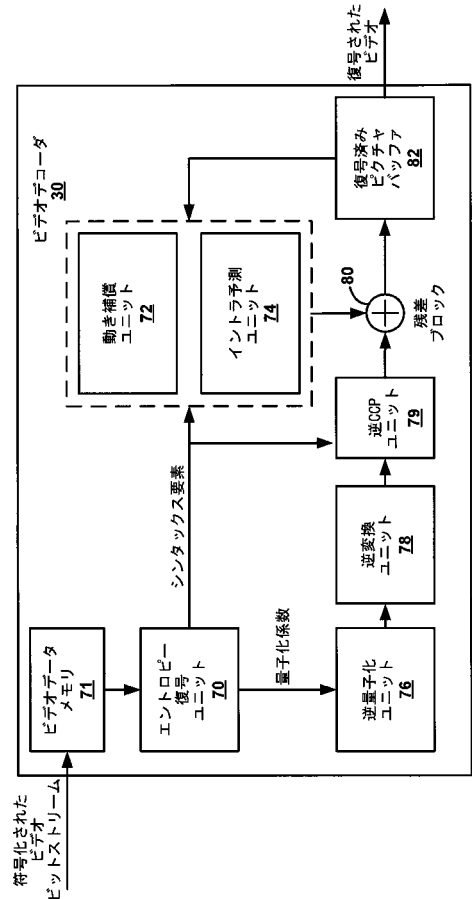 符号化された
ビデオ
ビットストリーム
ビデオデコーダ
30
ビデオデータ
メモリ
71
エントロピー
復号
ユニット
70
シンタックス要素
量子化係数
動き補償
ユニット
72
イントラ予測
ユニット
74
逆量子化
ユニット
76
逆変換
ユニット
78
逆CCP
ユニット
79
80
残差
ブロック
復号済み
ピクチャ
バッファ
82
復号された
ビデオ